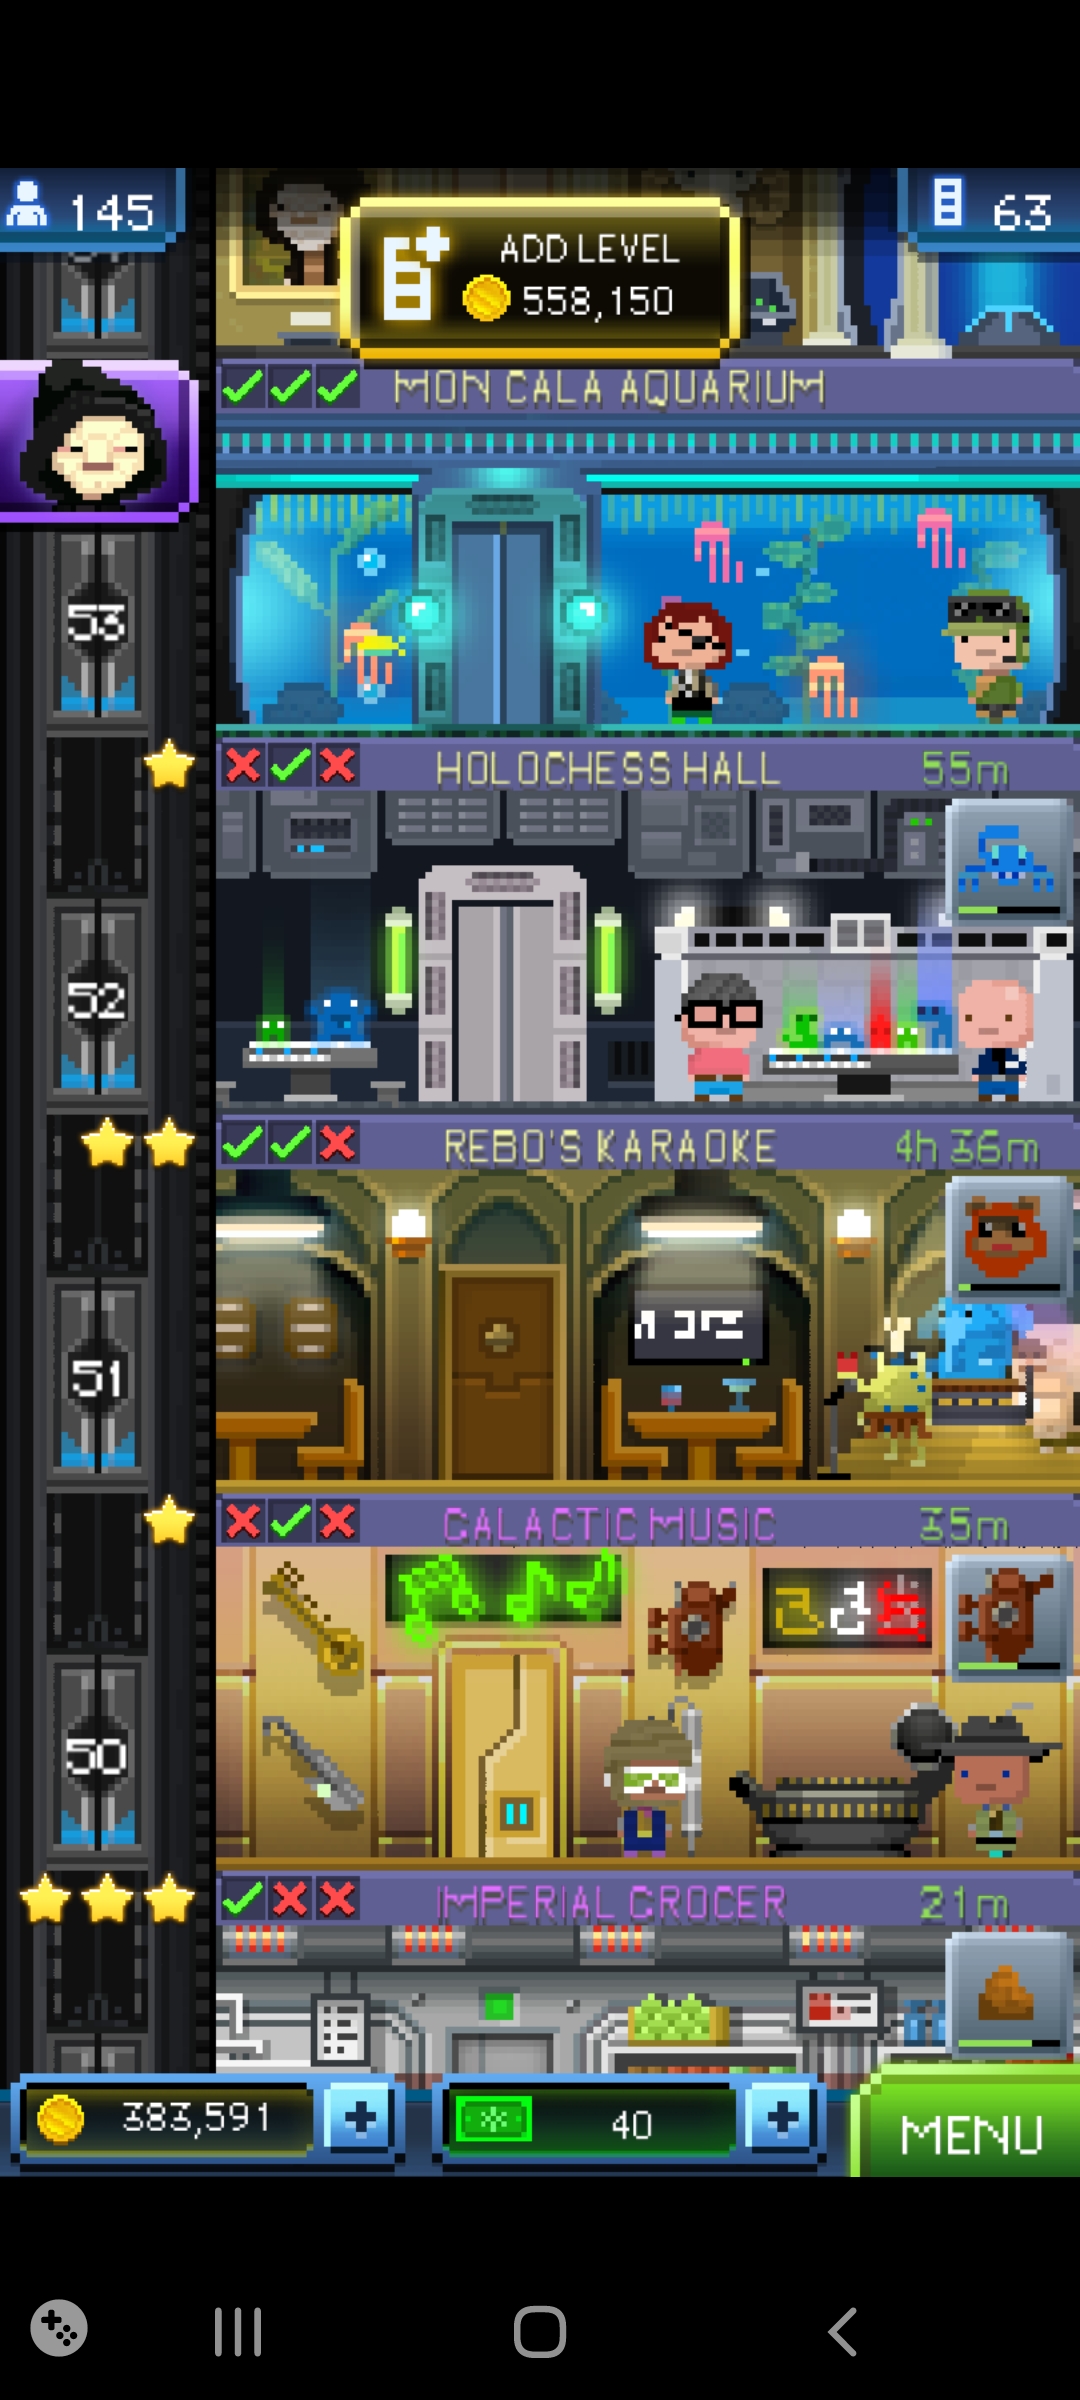 145
ADD LEVEL
558,150
63
MON CALA AQUARIUM
53
HOLOCHESS HALL
55m
52
REBO'S KARAOKE
4h 36m
51
GALACTIC MUSIC
35m
50
IMPERIAL GROCER
21m
383,591
40
MENU